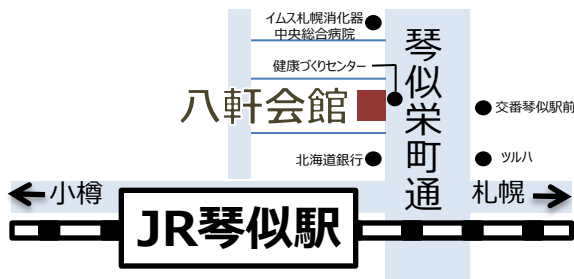 イムス札幌消化器
中央総合病院
健康づくりセンター
八軒会館
琴似栄町通
交番琴似駅前
北海道銀行
ツルハ
小樽
札幌
JR琴似駅